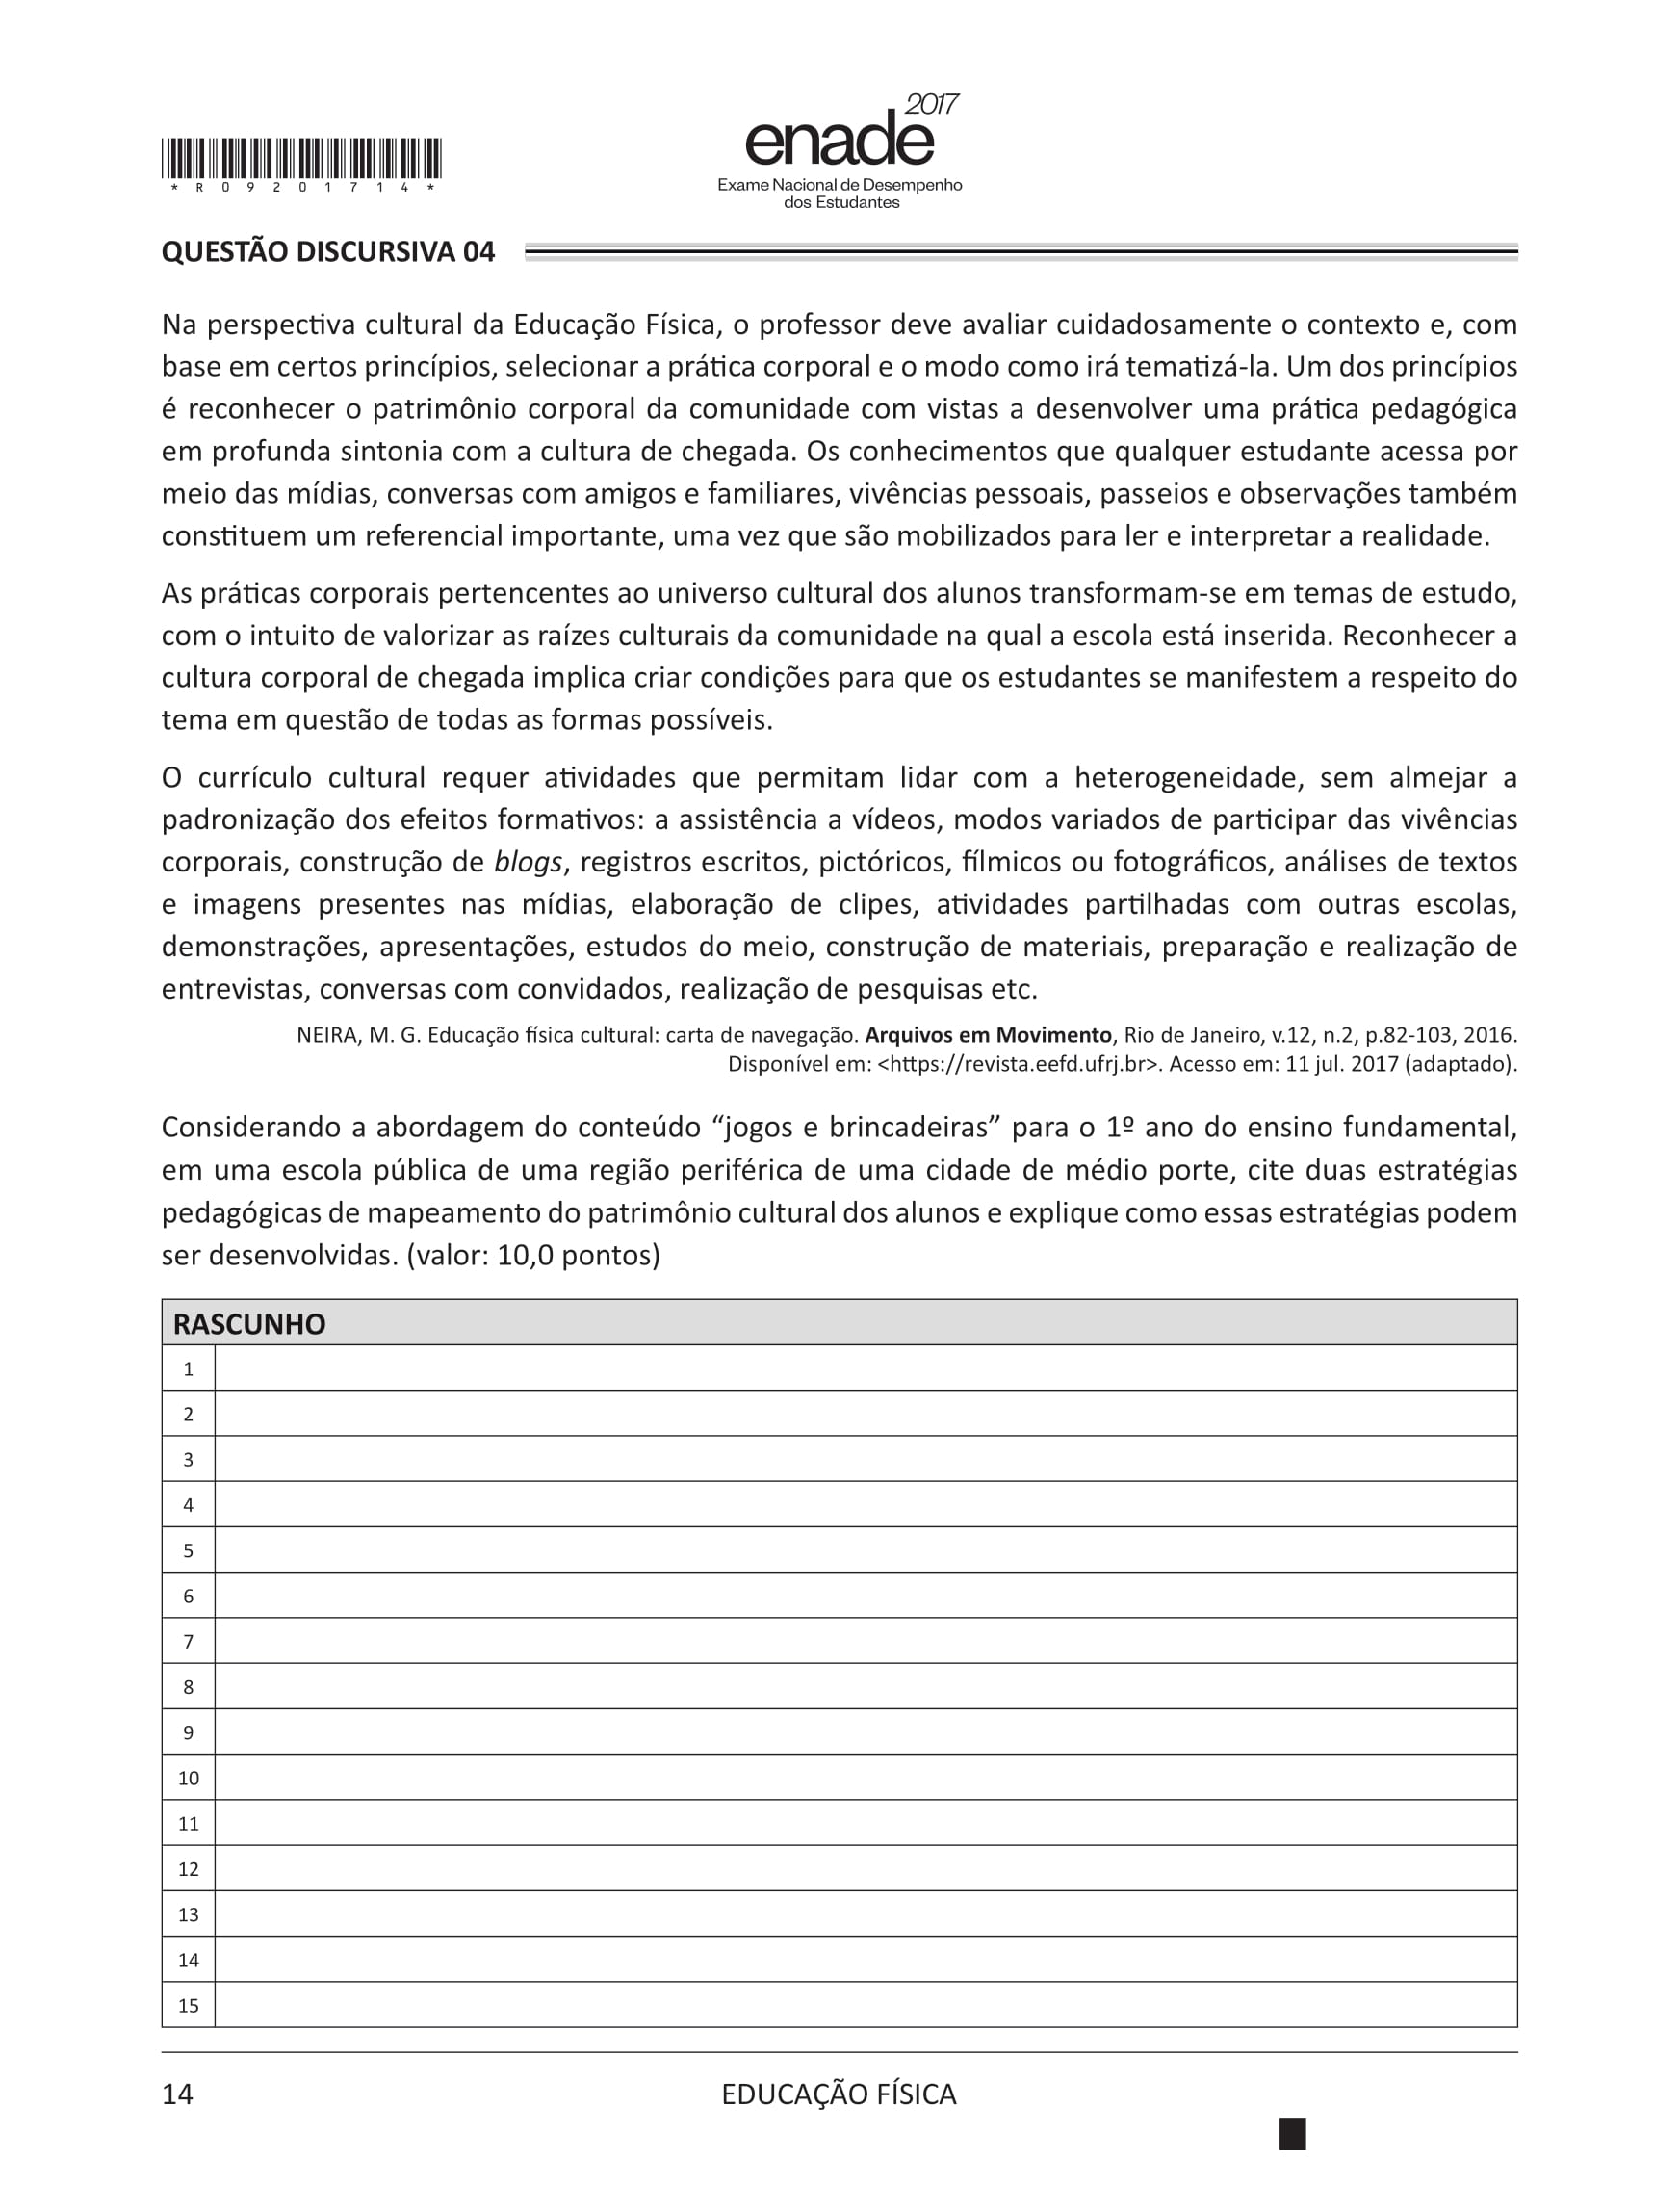 2017
enade
Exame Nacional de Desempenho
dos Estudantes
* R 0 9 2 0 1 7 1 4 *
QUESTÃO DISCURSIVA 04
Na perspectiva cultural da Educação Física, o professor deve avaliar cuidadosamente o contexto e, com
base em certos princípios, selecionar a prática corporal e o modo como irá tematizá-la. Um dos princípios
é reconhecer o patrimônio corporal da comunidade com vistas a desenvolver uma prática pedagógica
em profunda sintonia com a cultura de chegada. Os conhecimentos que qualquer estudante acessa por
meio das mídias, conversas com amigos e familiares, vivências pessoais, passeios e observações também
constituem um referencial importante, uma vez que são mobilizados para ler e interpretar a realidade.
As práticas corporais pertencentes ao universo cultural dos alunos transformam-se em temas de estudo,
com o intuito de valorizar as raízes culturais da comunidade na qual a escola está inserida. Reconhecer a
cultura corporal de chegada implica criar condições para que os estudantes se manifestem a respeito do
tema em questão de todas as formas possíveis.
O currículo cultural requer atividades que permitam lidar com a heterogeneidade, sem almejar a
padronização dos efeitos formativos: a assistência a vídeos, modos variados de participar das vivências
corporais, construção de blogs, registros escritos, pictóricos, fílmicos ou fotográficos, análises de textos
e imagens presentes nas mídias, elaboração de clipes, atividades partilhadas com outras escolas,
demonstrações, apresentações, estudos do meio, construção de materiais, preparação e realização de
entrevistas, conversas com convidados, realização de pesquisas etc.
NEIRA, M. G. Educação física cultural: carta de navegação. Arquivos em Movimento, Rio de Janeiro, v.12, n.2, p.82-103, 2016.
Disponível em: <https://revista.eefd.ufrj.br>. Acesso em: 11 jul. 2017 (adaptado).
Considerando a abordagem do conteúdo “jogos e brincadeiras” para o 1º ano do ensino fundamental,
em uma escola pública de uma região periférica de uma cidade de médio porte, cite duas estratégias
pedagógicas de mapeamento do patrimônio cultural dos alunos e explique como essas estratégias podem
ser desenvolvidas. (valor: 10,0 pontos)
RASCUNHO
1
2
3
4
5
6
7
8
9
10
11
12
13
14
15
14
EDUCAÇÃO FÍSICA